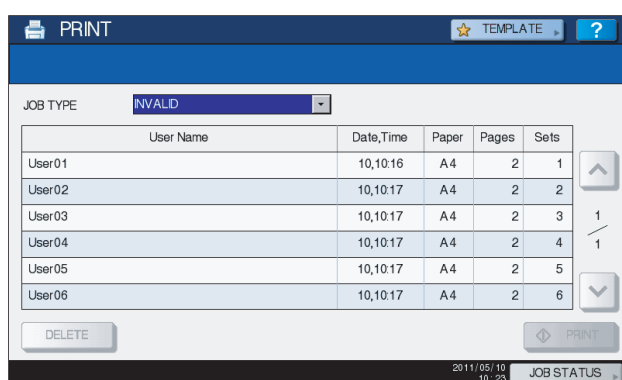 PRINT TEMPLATE ?
JOB TYPE INVALID
User Name Date,Time Paper Pages Sets
User01 10,10:16 A4 2 1
User02 10,10:17 A4 2 2
User03 10,10:17 A4 2 3
User04 10,10:17 A4 2 4
User05 10,10:17 A4 2 5
User06 10,10:17 A4 2 6
1
1
DELETE PRINT
2011/05/10
10:23
JOB STATUS